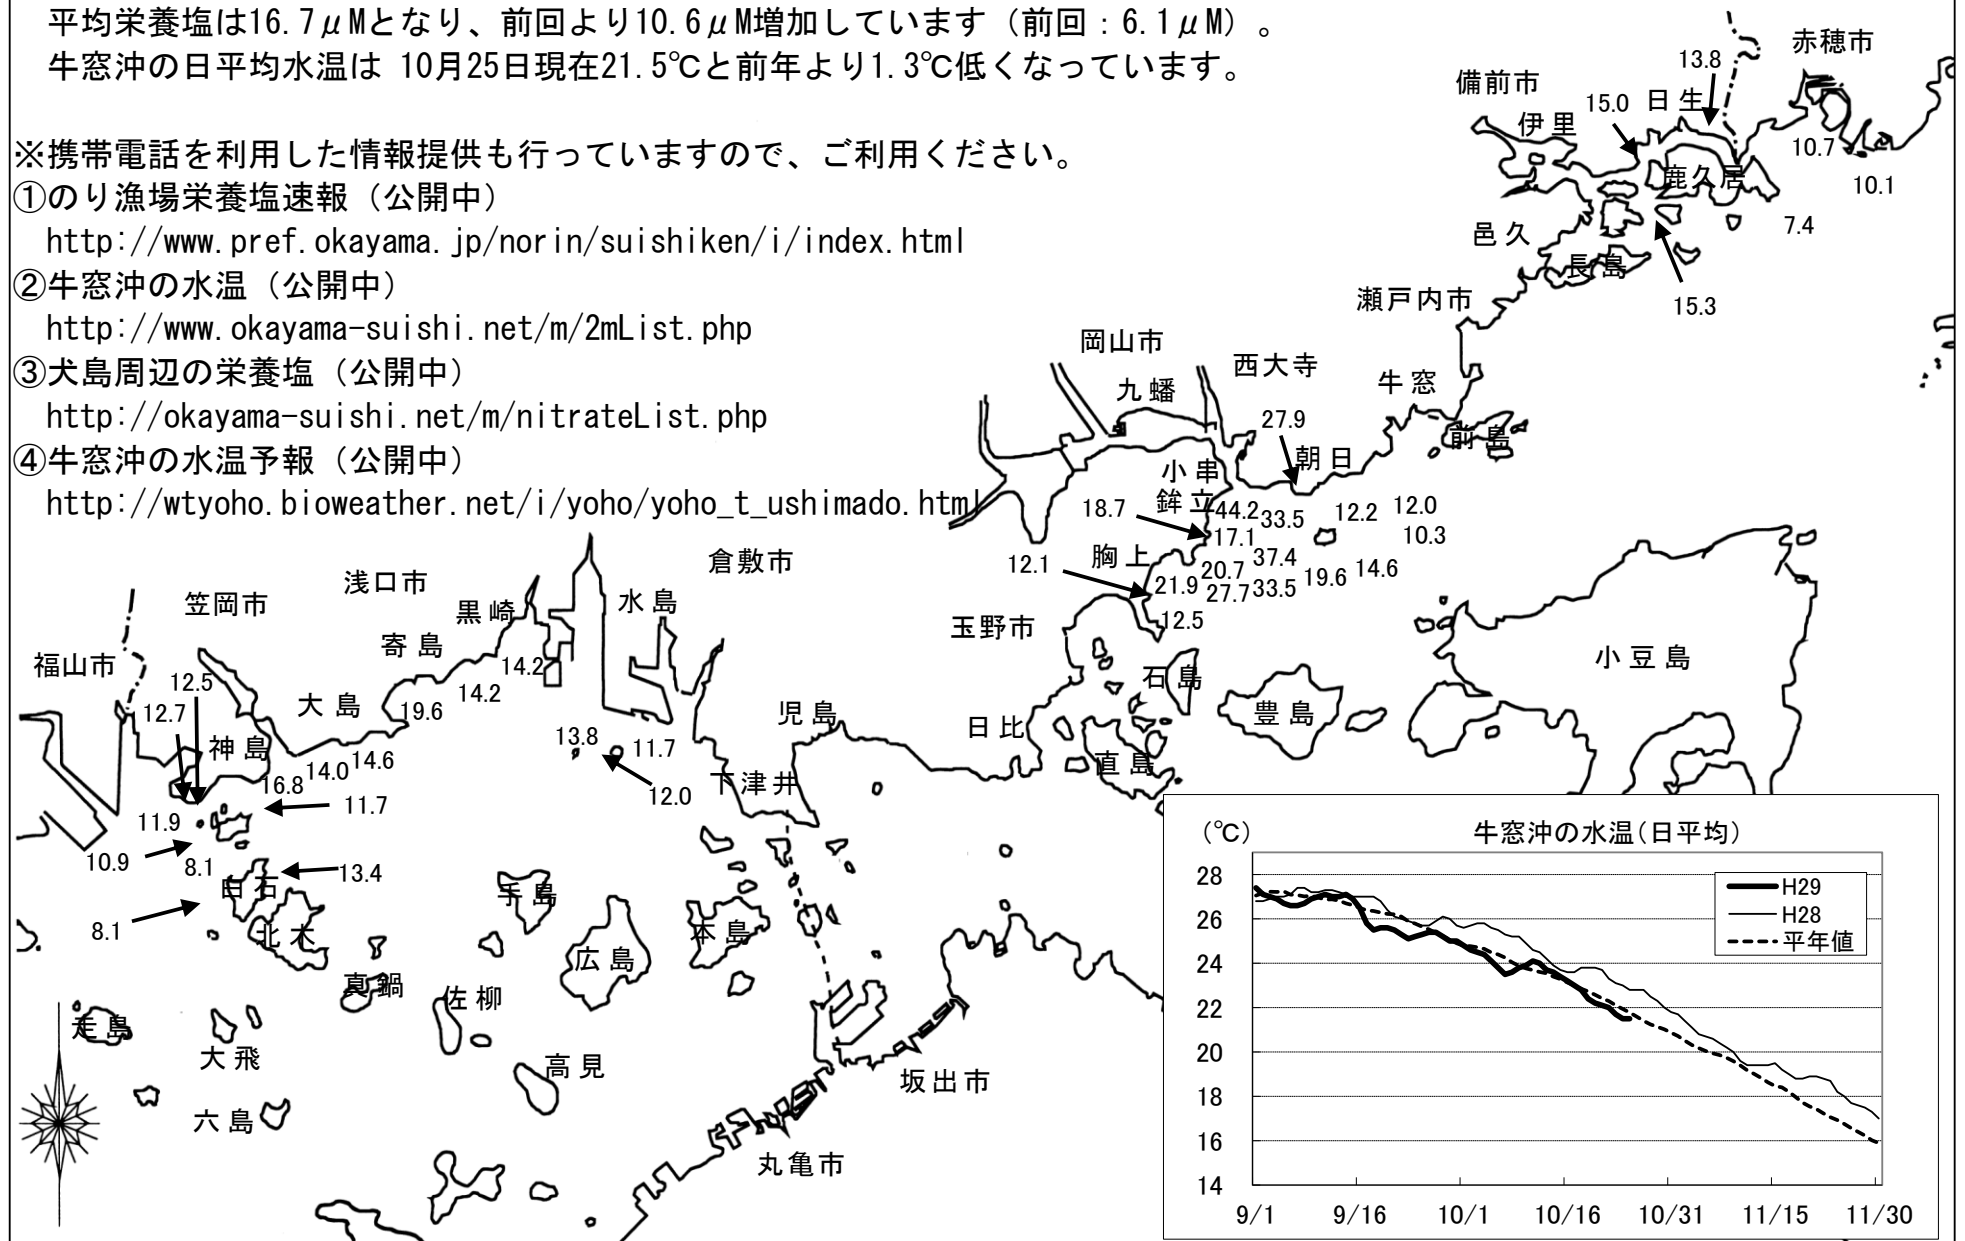 平均栄養塩は16.7μMとなり、前回より10.6μM増加しています（前回：6.1μM）。
牛窓沖の日平均水温は 10月25日現在21.5℃と前年より1.3℃低くなっています。
※携帯電話を利用した情報提供も行っていますので、ご利用ください。
①のり漁場栄養塩速報（公開中）
http://www.pref.okayama.jp/norin/suishiken/i/index.html
②牛窓沖の水温（公開中）
http://www.okayama-suishi.net/m/2mList.php
③犬島周辺の栄養塩（公開中）
http://okayama-suishi.net/m/nitrateList.php
④牛窓沖の水温予報（公開中）
http://wtyoho.bioweather.net/i/yoho/yoho_t_ushimado.html
赤穂市
13.8
備前市
15.0
日生
伊里
10.7
鹿久居
10.1
7.4
邑久
長島
15.3
瀬戸内市
岡山市
西大寺
九蟠
牛窓
27.9
前島
朝日
小串
鉾立
18.7
44.2
33.5
12.2
12.0
17.1
10.3
12.1
胸上
37.4
20.7
14.6
19.6
21.9
27.7
33.5
12.5
玉野市
小豆島
石島
豊島
日比
直島
倉敷市
浅口市
笠岡市
黒崎
水島
寄島
福山市
14.2
12.5
14.2
大島
12.7
19.6
児島
神島
13.8
11.7
14.6
14.0
16.8
下津井
12.0
11.7
11.9
10.9
8.1
13.4
白石
手島
8.1
北木
本島
広島
真鍋
佐柳
走島
大飛
高見
坂出市
六島
丸亀市
（℃）
牛窓沖の水温（日平均）
28
26
24
22
20
18
16
14
H29
H28
平年値
9/1
9/16
10/1
10/16
10/31
11/15
11/30